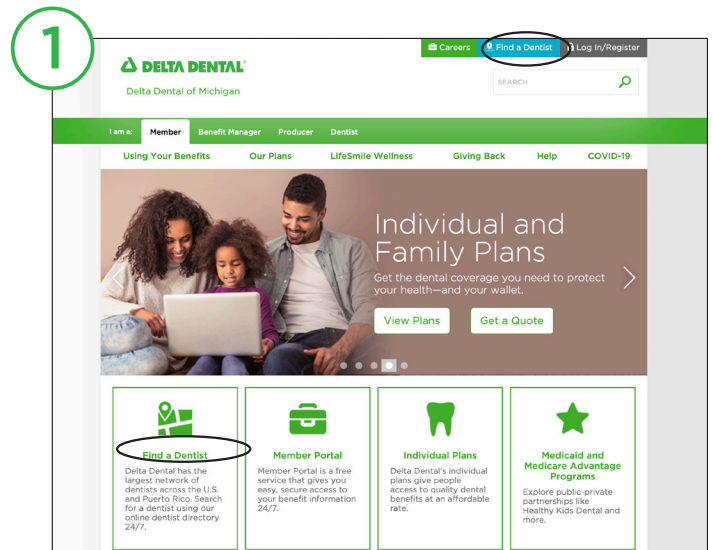 1
Careers Find a Dentist Log In/Register
DELTA DENTAL®
SEARCH
Delta Dental of Michigan
I am a: Member Benefit Manager Producer Dentist
Using Your Benefits Our Plans LifeSmile Wellness Giving Back Help COVID-19
Individual and
Family Plans
Get the dental coverage you need to protect
your health—and your wallet.
View Plans Get a Quote
Find a Dentist
Delta Dental has the
largest network of
dentists across the U.S.
and Puerto Rico. Search
for a dentist using our
online dentist directory
24/7.
Member Portal
Member Portal is a free
service that gives you
easy, secure access to
your benefit information
24/7.
Individual Plans
Delta Dental's individual
plans give people
access to quality dental
benefits at an affordable
rate.
Medicaid and
Medicare Advantage
Programs
Explore public-private
partnerships like
Healthy Kids Dental and
more.